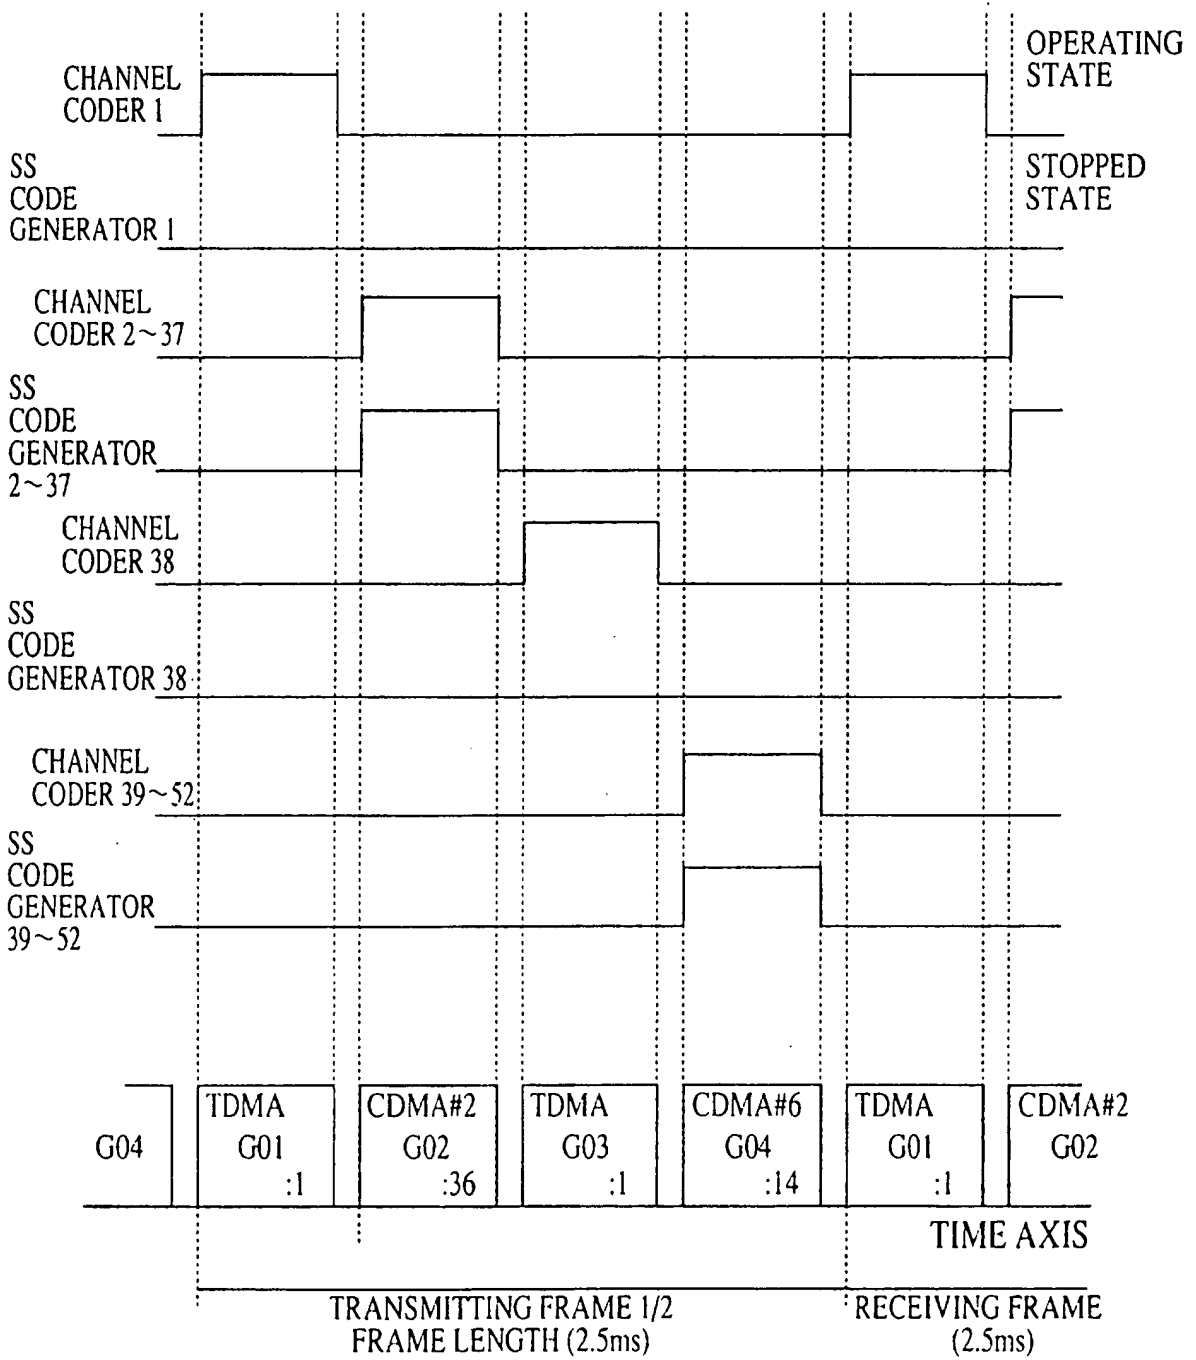 OPERATING
STATE
CHANNEL
CODER 1
SS
CODE
GENERATOR 1
STOPPED
STATE
CHANNEL
CODER 2~37
SS
CODE
GENERATOR
2~37
CHANNEL
CODER 38
SS
CODE
GENERATOR 38
CHANNEL
CODER 39~52
SS
CODE
GENERATOR
39~52
G04
TDMA
G01
:1
CDMA#2
G02
:36
TDMA
G03
:1
CDMA#6
G04
:14
TDMA
G01
:1
CDMA#2
G02
TIME AXIS
TRANSMITTING FRAME 1/2
FRAME LENGTH (2.5ms)
RECEIVING FRAME
(2.5ms)